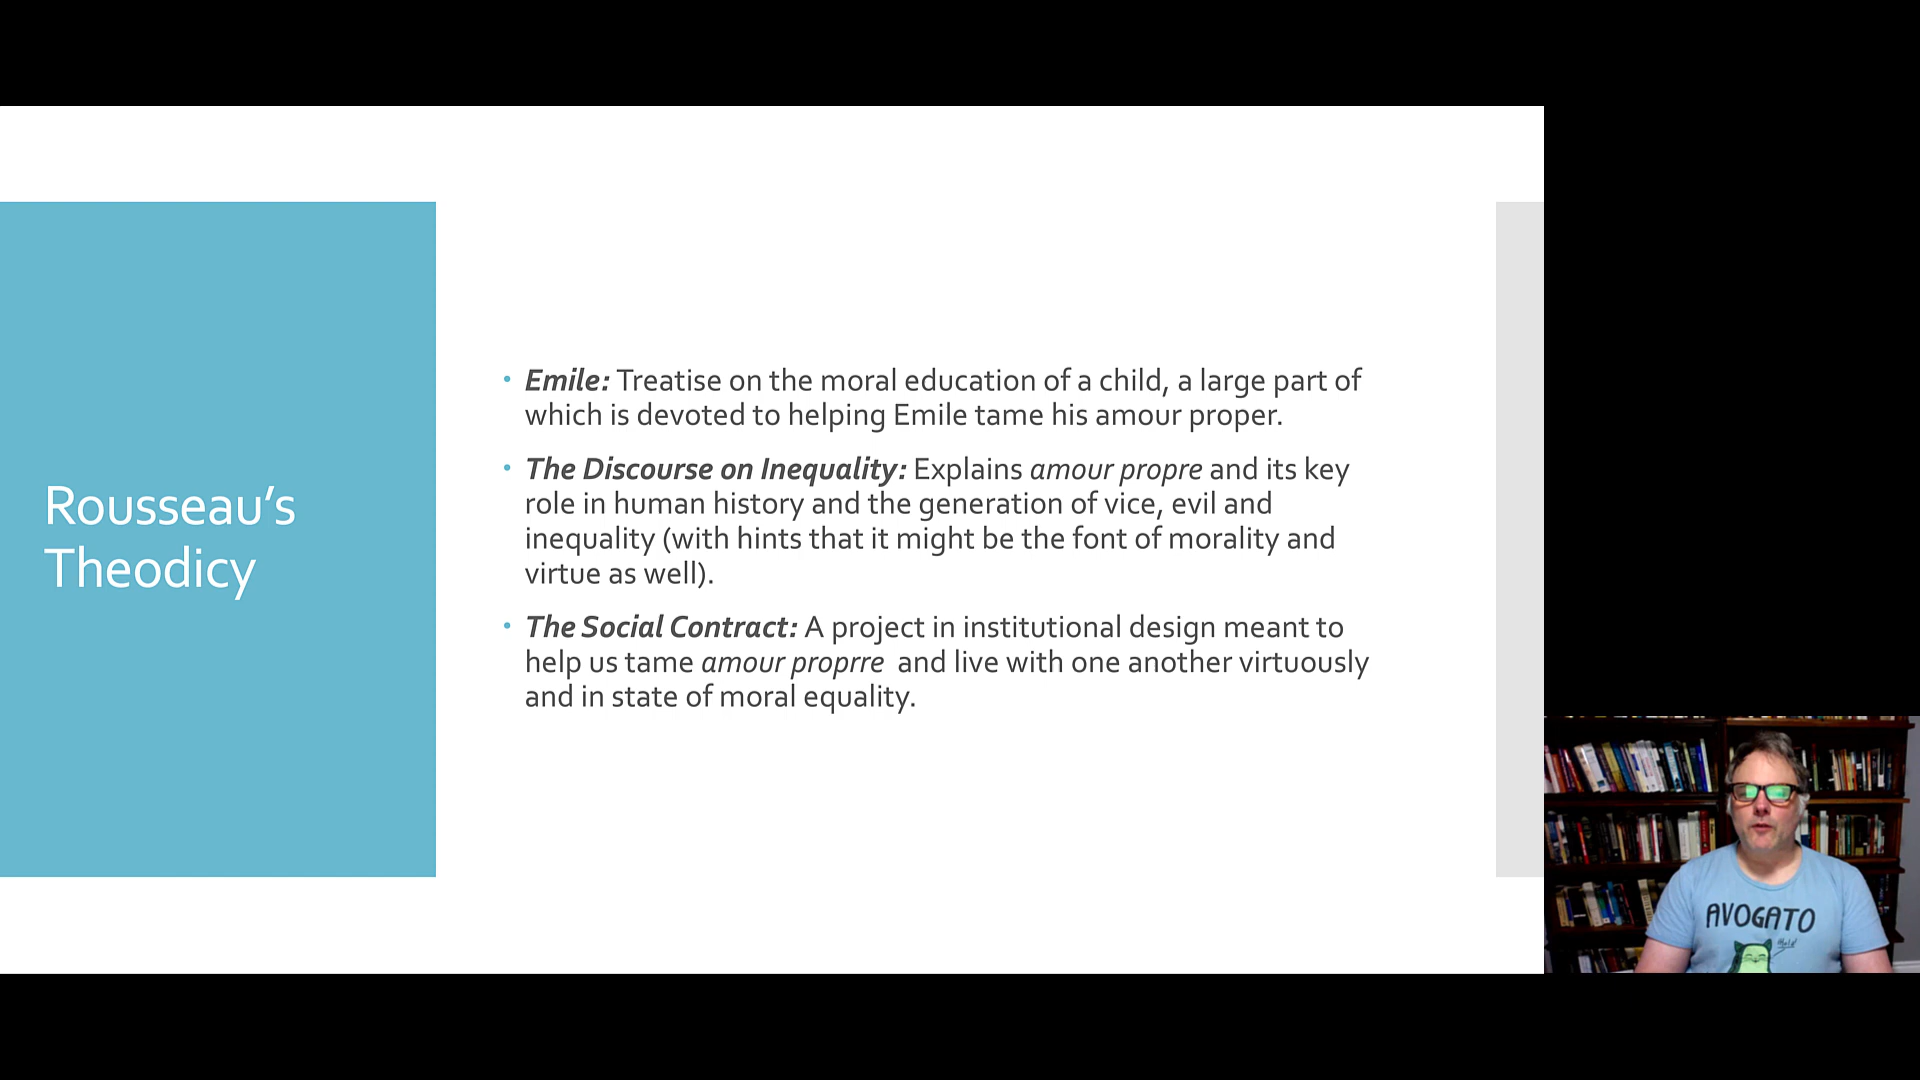 Rousseau's
Theodicy
• Emile: Treatise on the moral education of a child, a large part of
which is devoted to helping Emile tame his amour proper.
• The Discourse on Inequality: Explains amour propre and its key
role in human history and the generation of vice, evil and
inequality (with hints that it might be the font of morality and
virtue as well).
• The Social Contract: A project in institutional design meant to
help us tame amour proprre and live with one another virtuously
and in state of moral equality.
AVOGATO